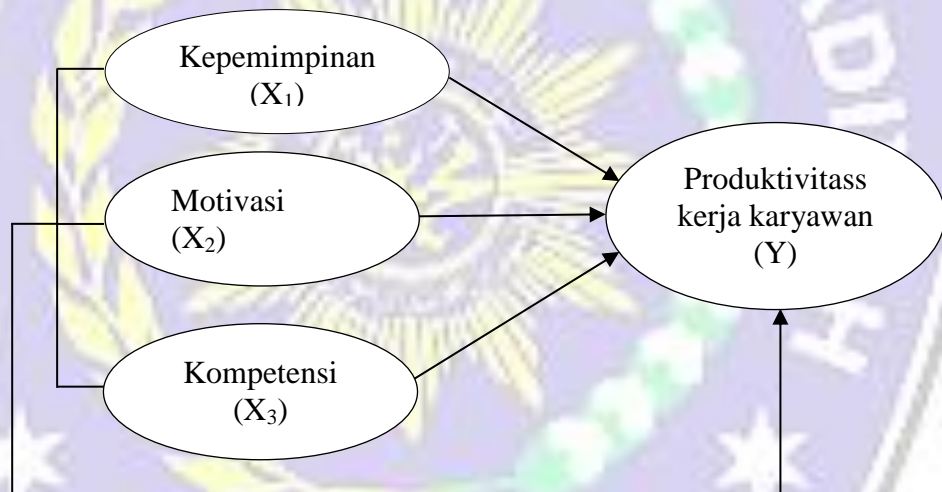 Kepemimpinan
(X₁)
Motivasi
(X₂)
Kompetensi
(X₃)
Produktivitass
kerja karyawan
(Y)